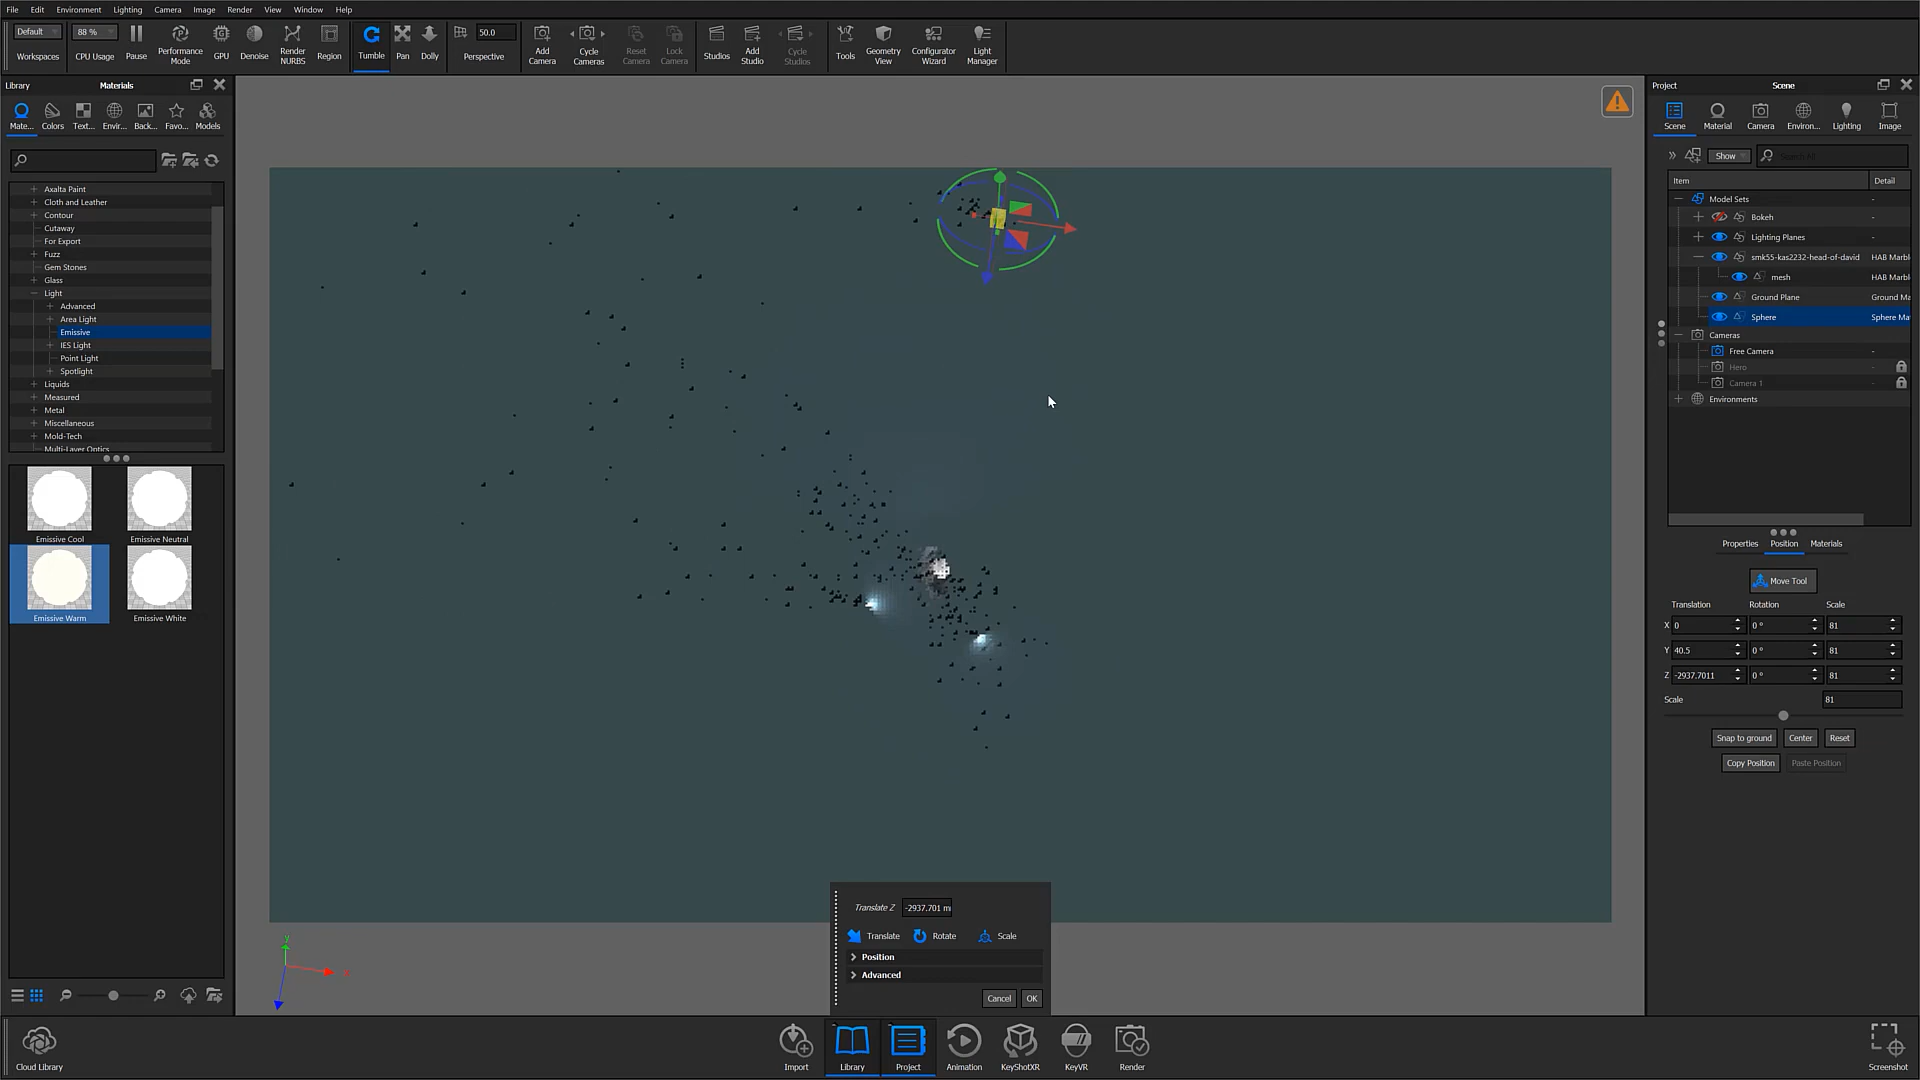 File Edit Environment Lighting Camera Image Render View Window Help
Default 88 % 50.0
Workspaces CPU Usage Pause Performance Mode GPU Denoise Render NURBS Region Tumble Pan Dolly Perspective Add Camera Cycle Cameras Reset Camera Lock Camera Studios Add Studio Cycle Studios Tools Geometry View Configurator Wizard Light Manager
Library Materials
Mate... Colors Text... Envir... Back... Favo... Models
Axalta Paint
Cloth and Leather
Contour
Cutaway
For Export
Fuzz
Gem Stones
Glass
Light
Advanced
Area Light
Emissive
IES Light
Point Light
Spotlight
Liquids
Measured
Metal
Miscellaneous
Mold-Tech
Multi-Layer Optics
Emissive Cool Emissive Neutral
Emissive Warm Emissive White
y
Translate Z -2937.701 m
Translate Rotate Scale
Position
Advanced
Cancel OK
Project Scene
Scene Material Camera Environ... Lighting Image
Show
Item Detail
Model Sets -
Bokeh -
Lighting Planes -
smk55-kas2232-head-of-david HAB Marbl
mesh HAB Marbl
Ground Plane Ground Ma
Sphere Sphere Mat
Cameras
Free Camera -
Hero -
Camera 1 -
Environments -
Properties Position Materials
Move Tool
Translation Rotation Scale
X 0 0 ° 81
Y 40.5 0 ° 81
Z -2937.7011 0 ° 81
Scale 81
Snap to ground Center Reset
Copy Position Paste Position
Cloud Library Import Library Project Animation KeyShotXR KeyVR Render Screenshot